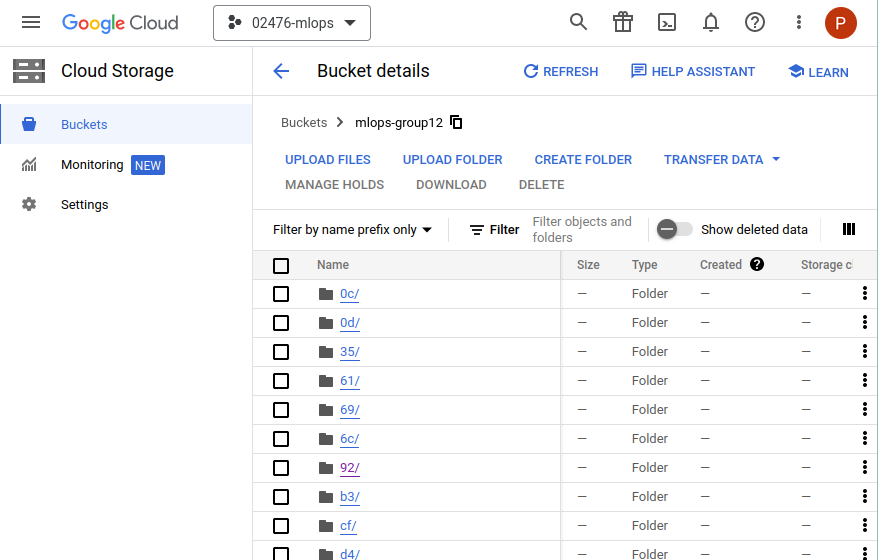 Google Cloud 02476-mlops P
Cloud Storage
Bucket details REFRESH HELP ASSISTANT LEARN
Buckets
Monitoring NEW
Settings
Buckets mlops-group12
UPLOAD FILES UPLOAD FOLDER CREATE FOLDER TRANSFER DATA
MANAGE HOLDS DOWNLOAD DELETE
Filter by name prefix only Filter Filter objects and folders Show deleted data
Name Size Type Created Storage cl
0c/ — Folder — —
0d/ — Folder — —
35/ — Folder — —
61/ — Folder — —
69/ — Folder — —
6c/ — Folder — —
92/ — Folder — —
b3/ — Folder — —
cf/ — Folder — —
d4/ — Folder — —